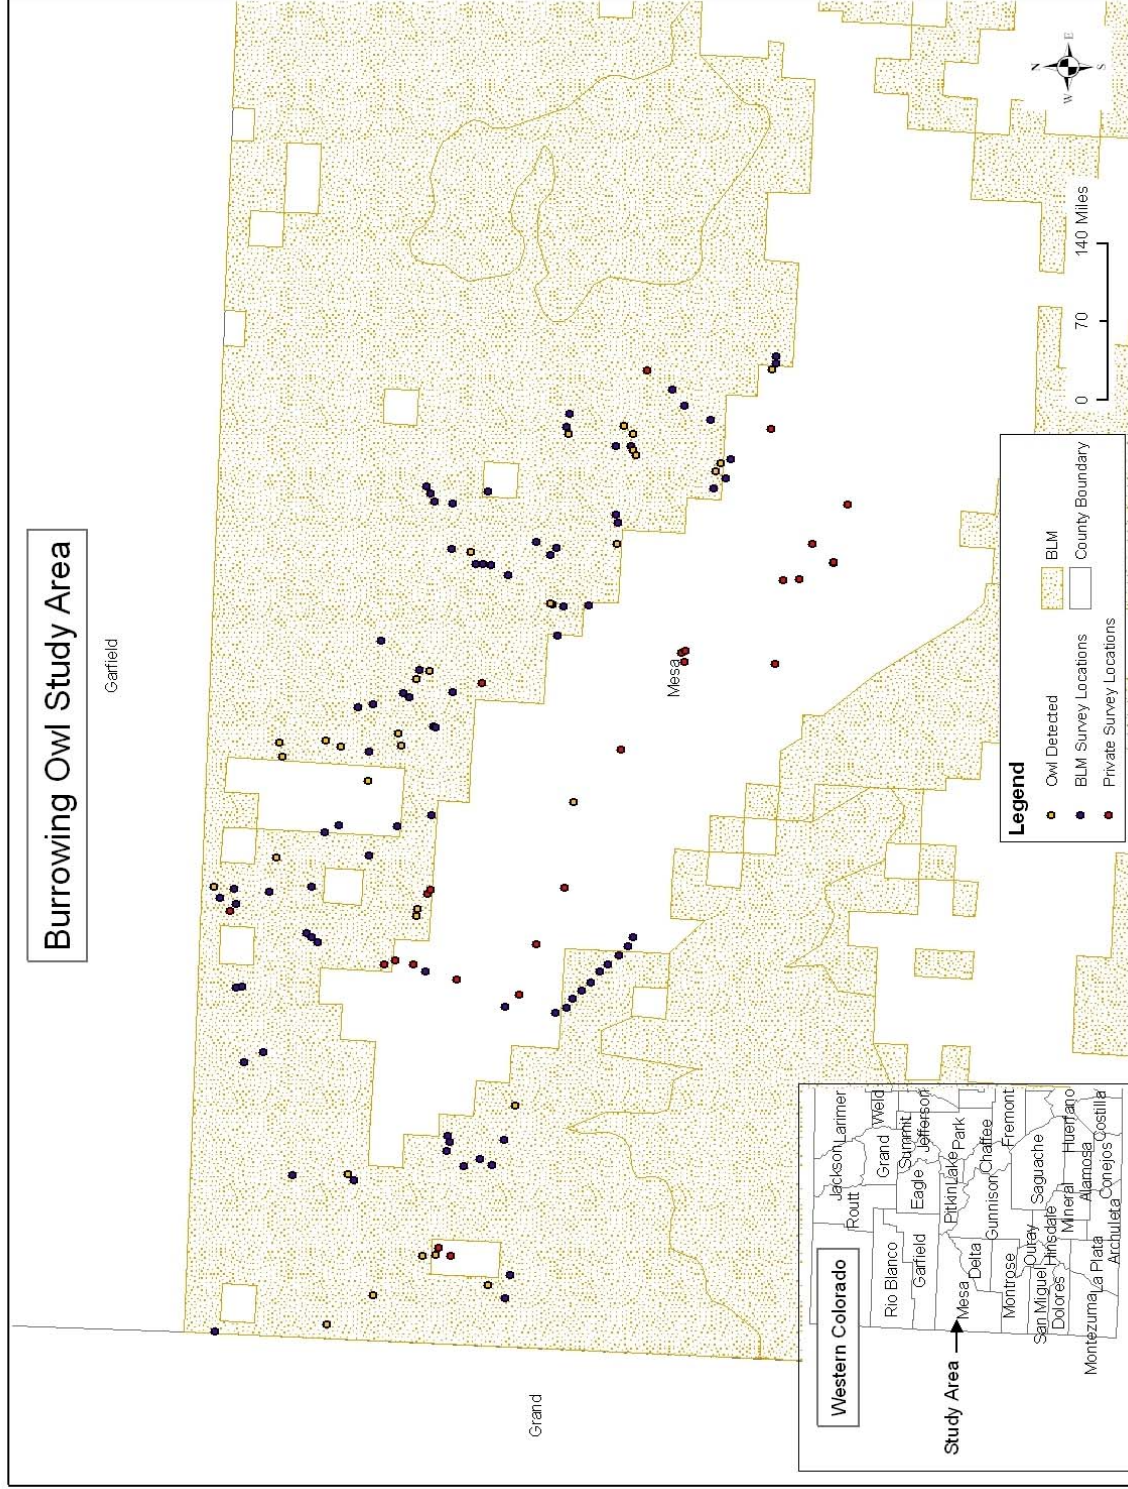 Burrowing Owl Study Area
Garfield
Grand
Mesa
N
W
E
S
0 70 140 Miles
Legend
Owl Detected
BLM Survey Locations
Private Survey Locations
BLM
County Boundary
Western Colorado
Study Area
Jackson
Larimer
Routt
Weld
Grand
Rio Blanco
Summit
Eagle
Jefferson
Garfield
Park
Lake
Pitkin
Mesa
Delta
Gunnison
Chaffee
Fremont
Montrose
Ouray
Saguache
San Miguel
Hinsdale
Dolores
Mineral
Huerfano
Alamosa
Costilla
La Plata
Conejos
Montezuma
Archuleta